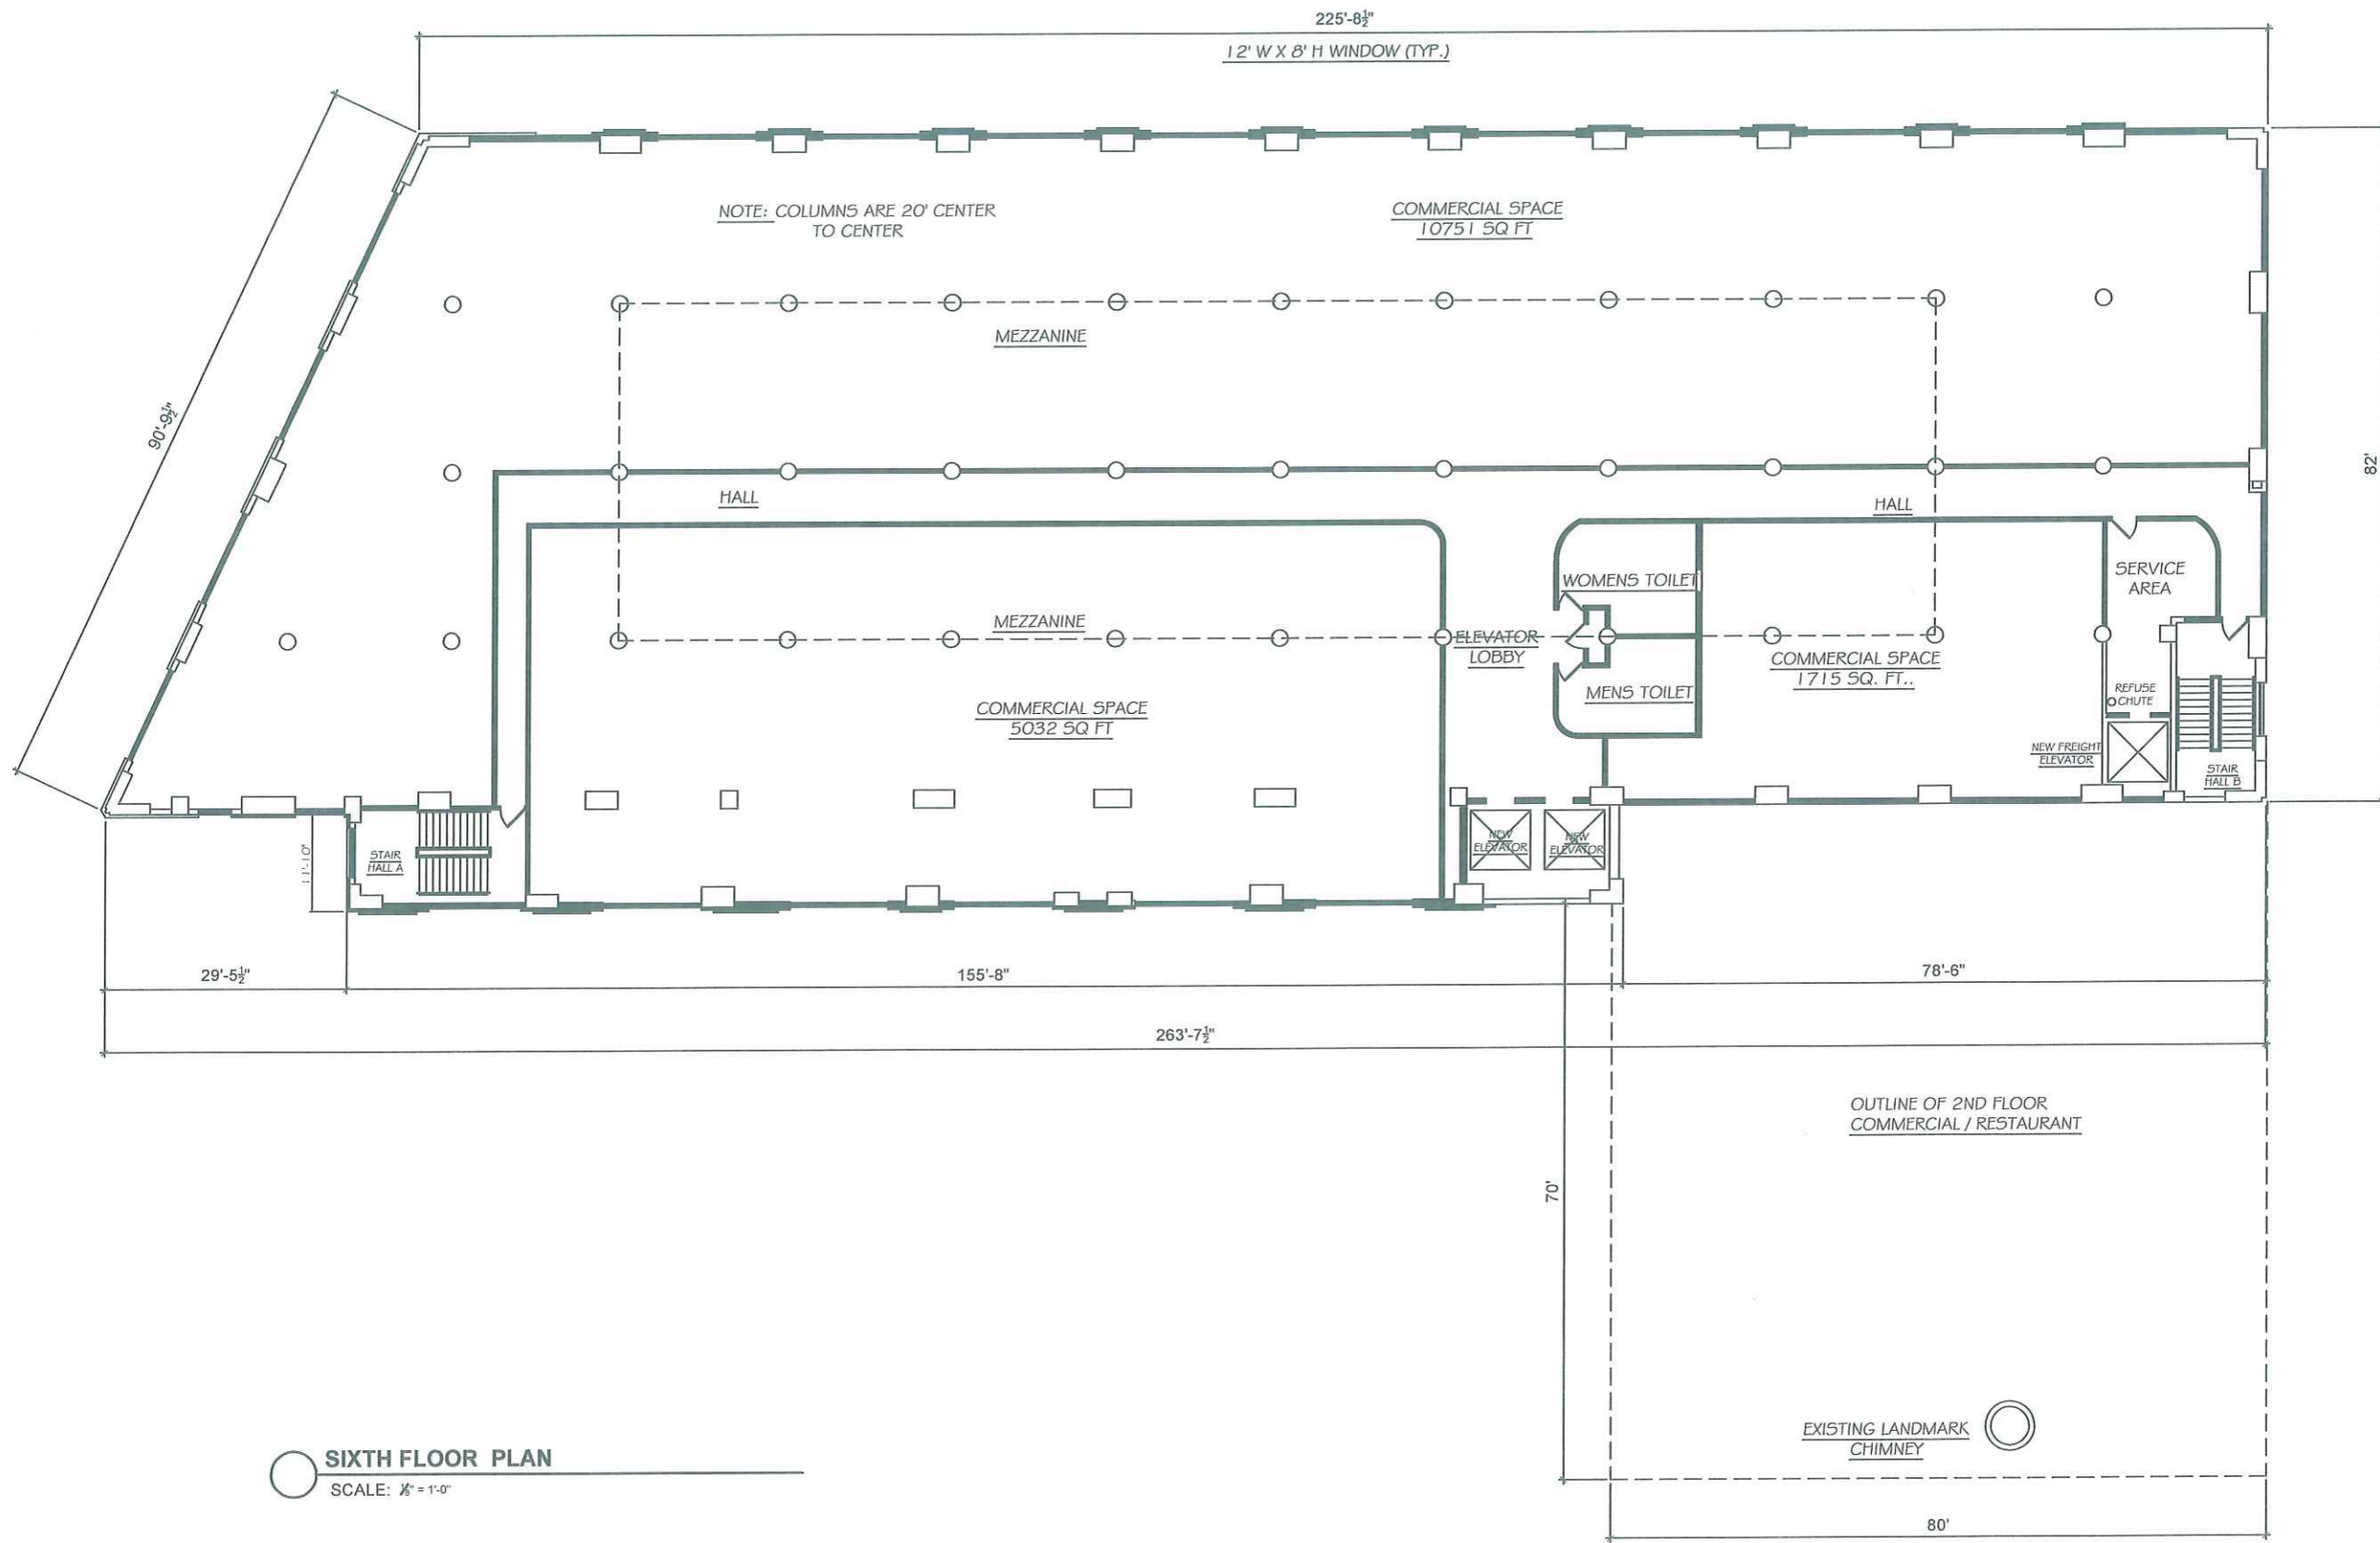 225'-8½"
12' W X 8' H WINDOW (TYP.)
90'-9½"
NOTE: COLUMNS ARE 20' CENTER
TO CENTER
COMMERCIAL SPACE
10751 SQ FT
MEZZANINE
82'
HALL
HALL
WOMENS TOILET
SERVICE
AREA
MEZZANINE
ELEVATOR
LOBBY
COMMERCIAL SPACE
1715 SQ. FT..
MENS TOILET
REFUSE
CHUTE
COMMERCIAL SPACE
5032 SQ FT
NEW FREIGHT
ELEVATOR
STAIR
HALL B
NEW
ELEVATOR
NEW
ELEVATOR
11'-10"
STAIR
HALL A
29'-5½"
155'-8"
78'-6"
263'-7½"
OUTLINE OF 2ND FLOOR
COMMERCIAL / RESTAURANT
70'
EXISTING LANDMARK
CHIMNEY
SIXTH FLOOR PLAN
SCALE: ⅛" = 1'-0"
80'